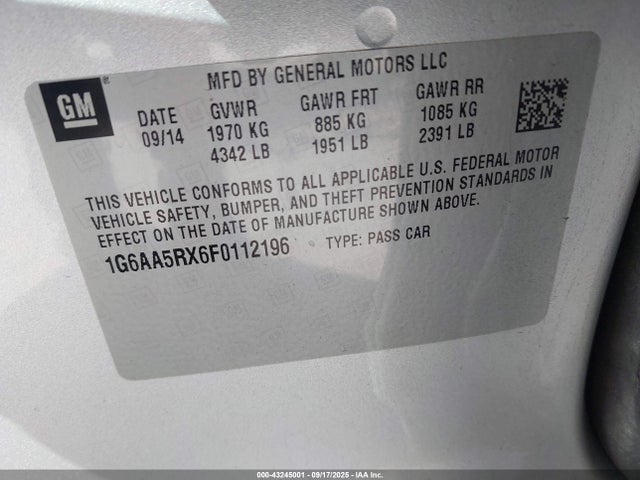 GM
MFD BY GENERAL MOTORS LLC
DATE GVWR GAWR FRT GAWR RR
09/14 1970 KG 885 KG 1085 KG
4342 LB 1951 LB 2391 LB
THIS VEHICLE CONFORMS TO ALL APPLICABLE U.S. FEDERAL MOTOR
VEHICLE SAFETY, BUMPER, AND THEFT PREVENTION STANDARDS IN
EFFECT ON THE DATE OF MANUFACTURE SHOWN ABOVE.
1G6AA5RX6F0112196 TYPE: PASS CAR
000-43245001 - 09/17/2025 - IAA Inc.